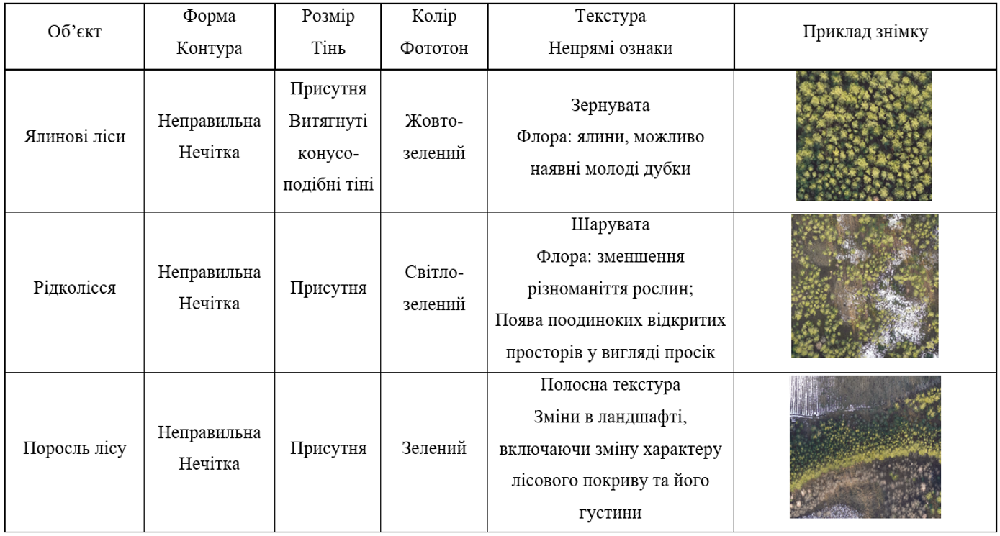 Об’єкт
Форма
Контура
Розмір
Тінь
Колір
Фототон
Текстура
Непрямі ознаки
Приклад знімку
Ялинові ліси
Неправильна
Нечітка
Присутня
Витягнуті
конусо-
подібні тіні
Жовто-
зелений
Зернувата
Флора: ялини, можливо
наявні молоді дубки
Рідколісся
Неправильна
Нечітка
Присутня
Світло-
зелений
Шарувата
Флора: зменшення
різноманіття рослин;
Поява поодиноких відкритих
просторів у вигляді просік
Поросль лісу
Неправильна
Нечітка
Присутня
Зелений
Полосна текстура
Зміни в ландшафті,
включаючи зміну характеру
лісового покриву та його
густини